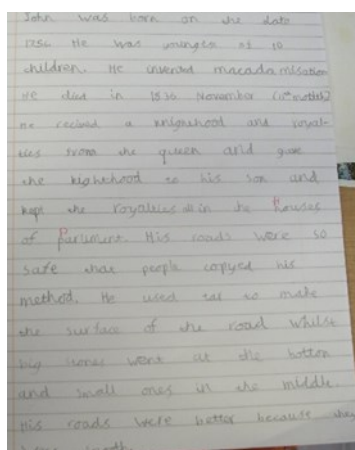 John was born on the date
1756. He was youngest of 10
children. He invented macadamisation
He died in 1836 November (11th month)
He recived a knighthood and royal-
ties from the queen and gave
the kighthood to his son and
kept the royalties in the houses
of parliment. His roads were so
safe that people copyed his
method. He used tar to make
the surface of the road whilst
big stones went at the bottom
and small ones in the middle.
His roads were better because they